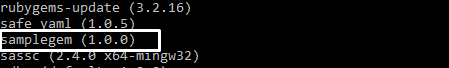 rubygems-update (3.2.16)
safe_yaml (1.0.5)
samplegem (1.0.0)
sassc (2.4.0 x64-mingw32)